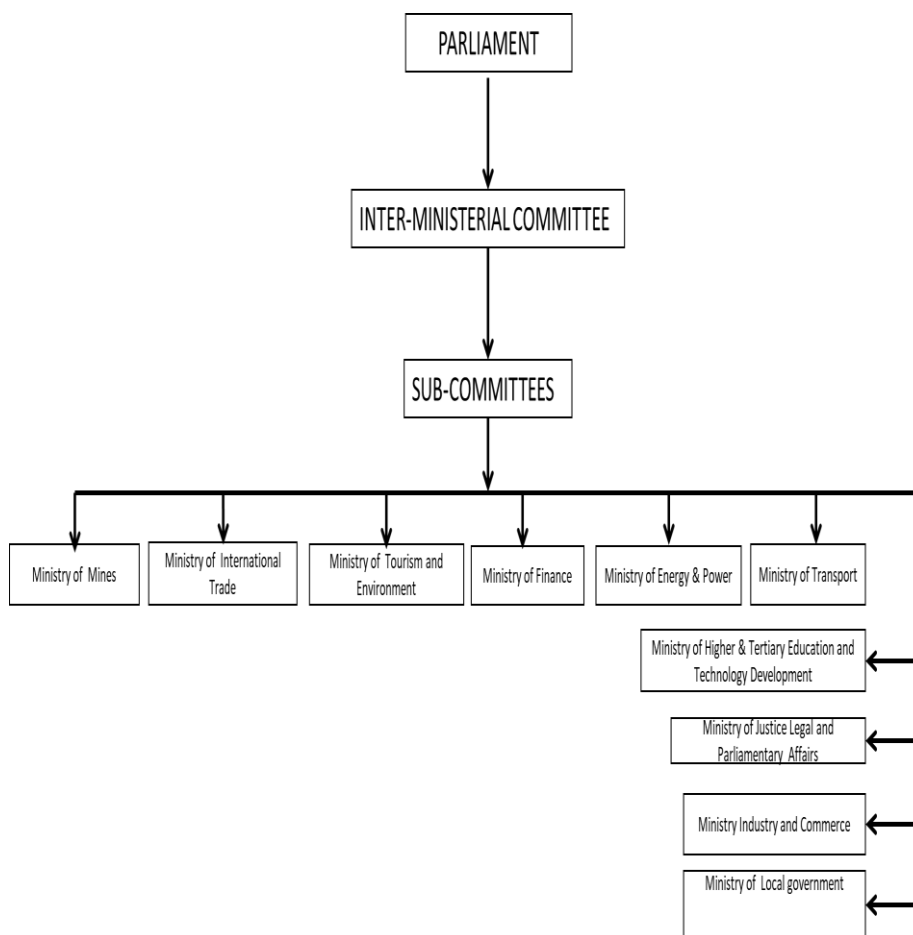 PARLIAMENT
INTER-MINISTERIAL COMMITTEE
SUB-COMMITTEES
Ministry of Mines
Ministry of International
Trade
Ministry of Tourism and
Environment
Ministry of Finance
Ministry of Energy & Power
Ministry of Transport
Ministry of Higher & Tertiary Education and
Technology Development
Ministry of Justice Legal and
Parliamentary Affairs
Ministry Industry and Commerce
Ministry of Local government